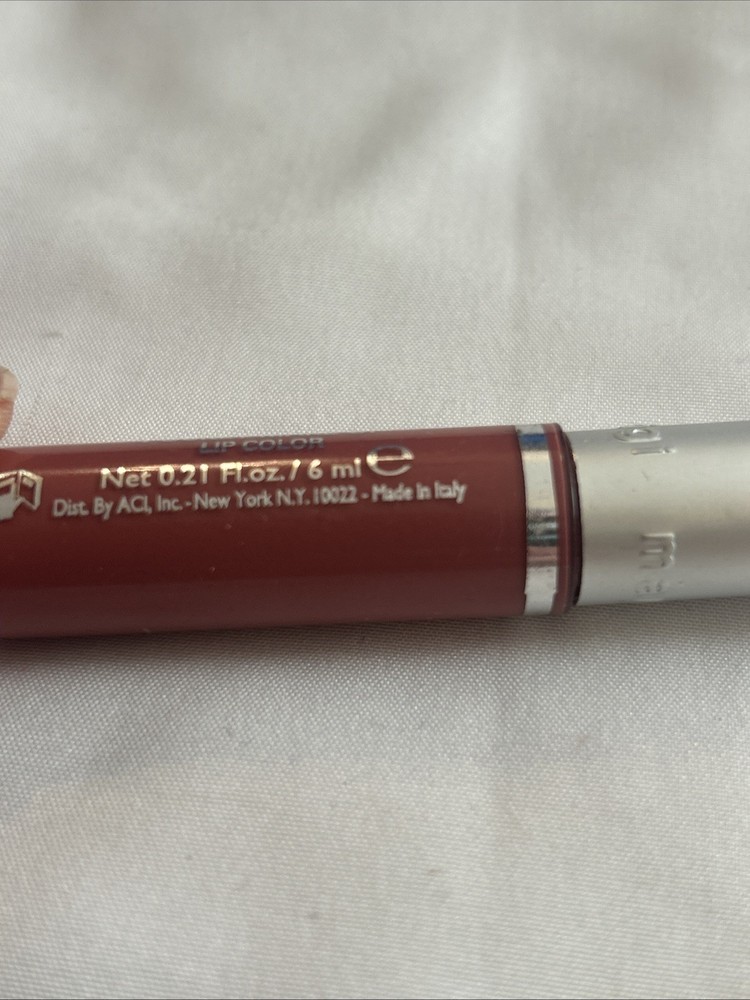 LIP COLOR
Net 0.21 Fl.oz./ 6 ml e
Dist. By ACI, Inc.-New York N.Y. 10022 - Made in Italy